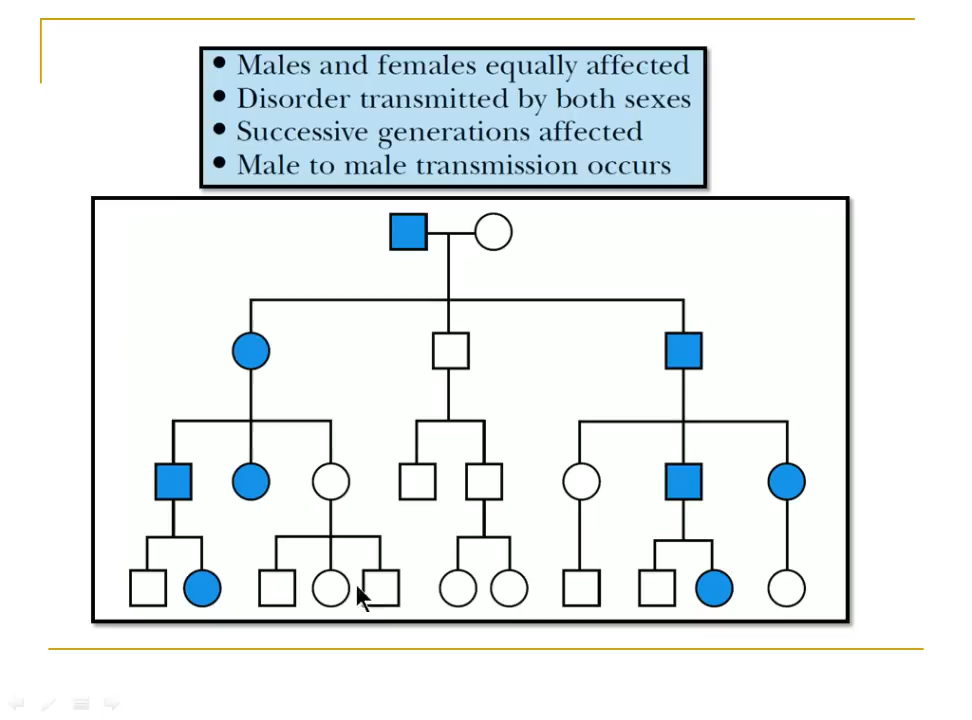 • Males and females equally affected
• Disorder transmitted by both sexes
• Successive generations affected
• Male to male transmission occurs